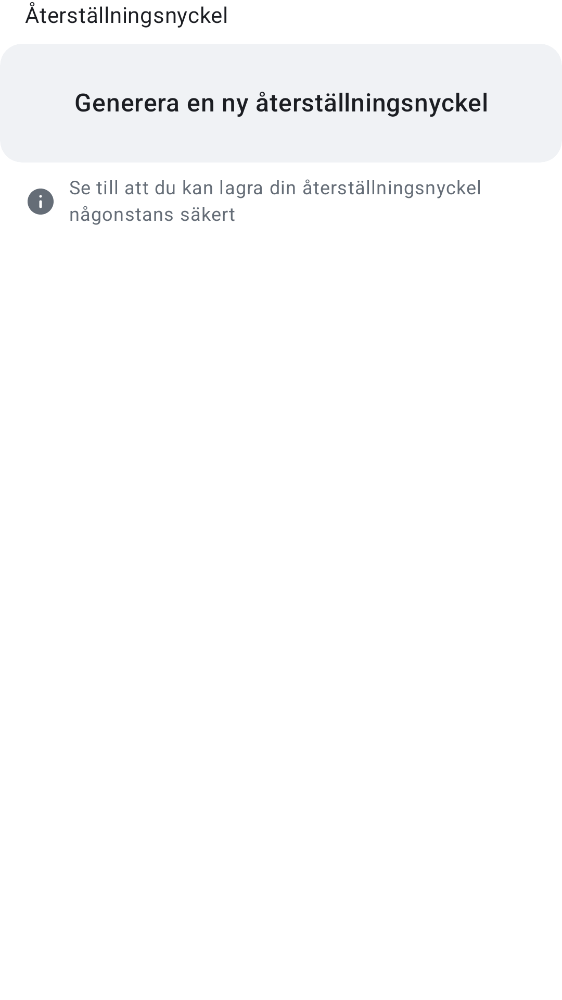 Återställningsnyckel
Generera en ny återställningsnyckel
Se till att du kan lagra din återställningsnyckel
någonstans säkert